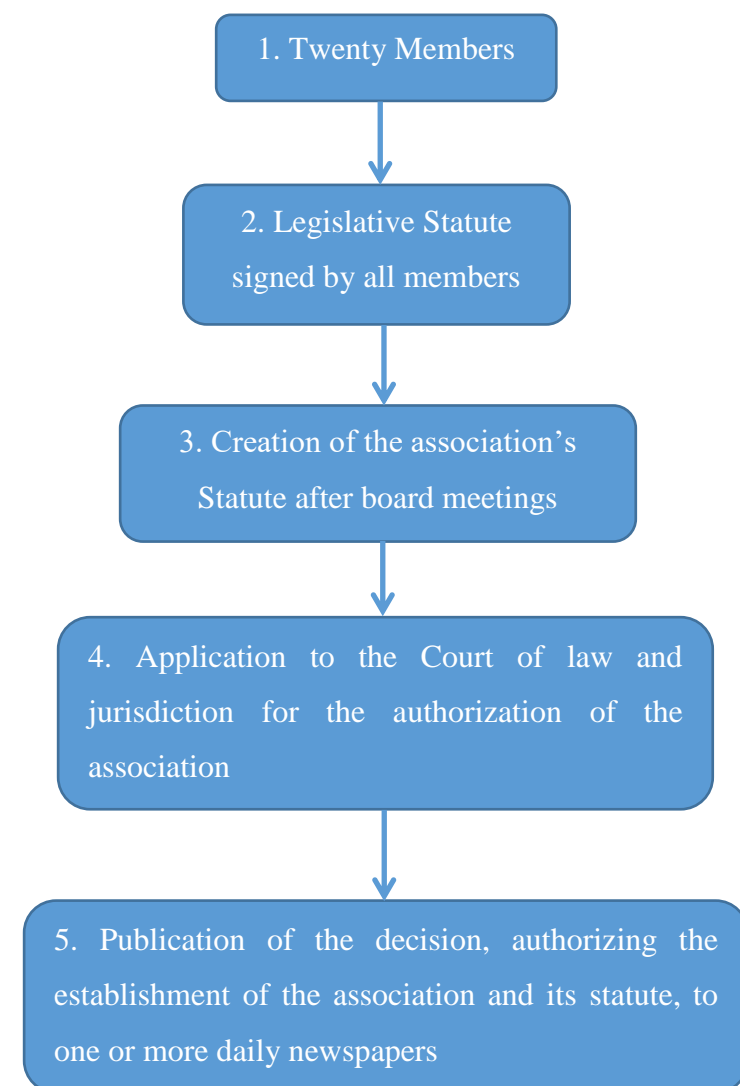 1. Twenty Members
2. Legislative Statute
signed by all members
3. Creation of the association’s
Statute after board meetings
4. Application to the Court of law and
jurisdiction for the authorization of the
association
5. Publication of the decision, authorizing the
establishment of the association and its statute, to
one or more daily newspapers